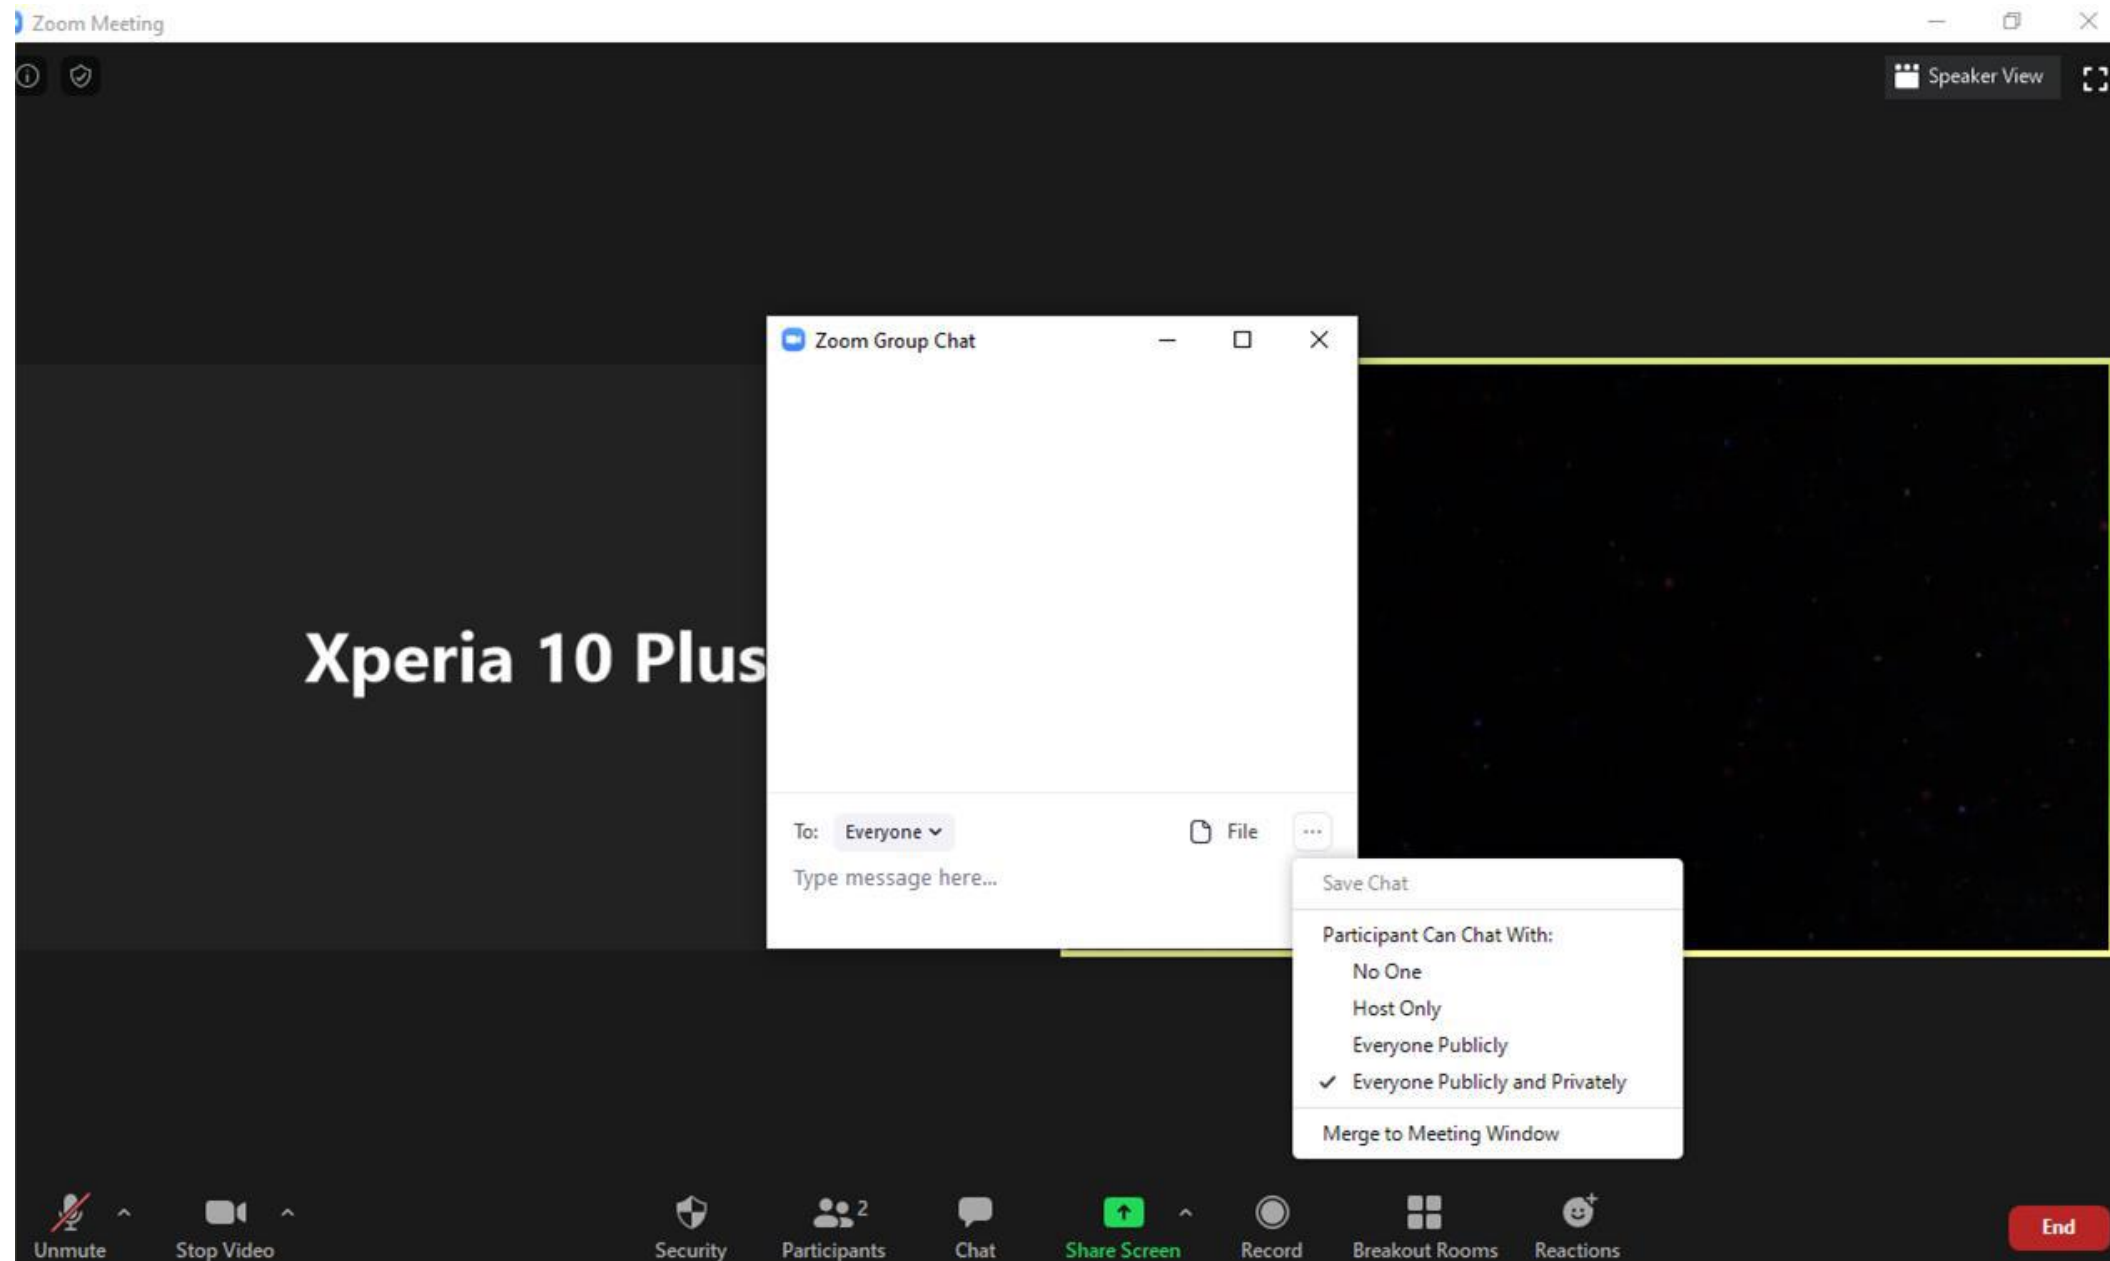 Zoom Meeting
Speaker View
Zoom Group Chat
Xperia 10 Plus
To: Everyone File ...
Type message here...
Save Chat
Participant Can Chat With:
No One
Host Only
Everyone Publicly
✓ Everyone Publicly and Privately
Merge to Meeting Window
2
Unmute Stop Video Security Participants Chat Share Screen Record Breakout Rooms Reactions End